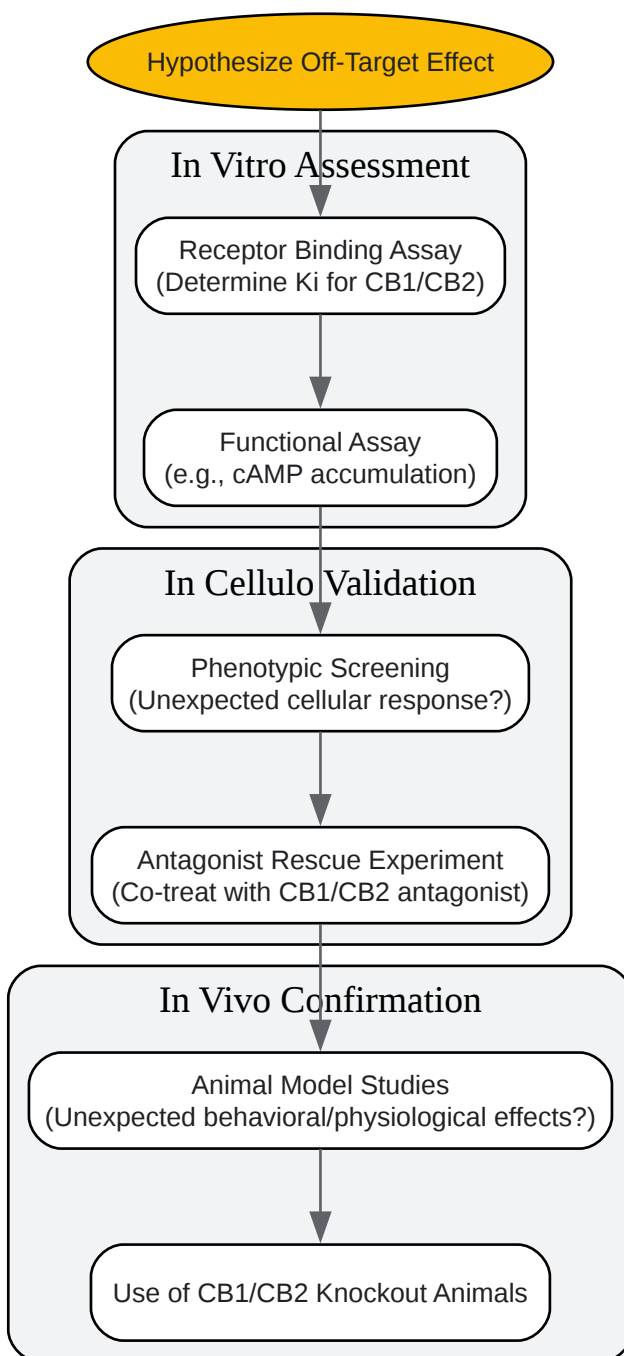 Hypothesize Off-Target Effect
In Vitro Assessment
Receptor Binding Assay
(Determine Ki for CB1/CB2)
Functional Assay
(e.g., cAMP accumulation)
In Cellulo Validation
Phenotypic Screening
(Unexpected cellular response?)
Antagonist Rescue Experiment
(Co-treat with CB1/CB2 antagonist)
In Vivo Confirmation
Animal Model Studies
(Unexpected behavioral/physiological effects?)
Use of CB1/CB2 Knockout Animals